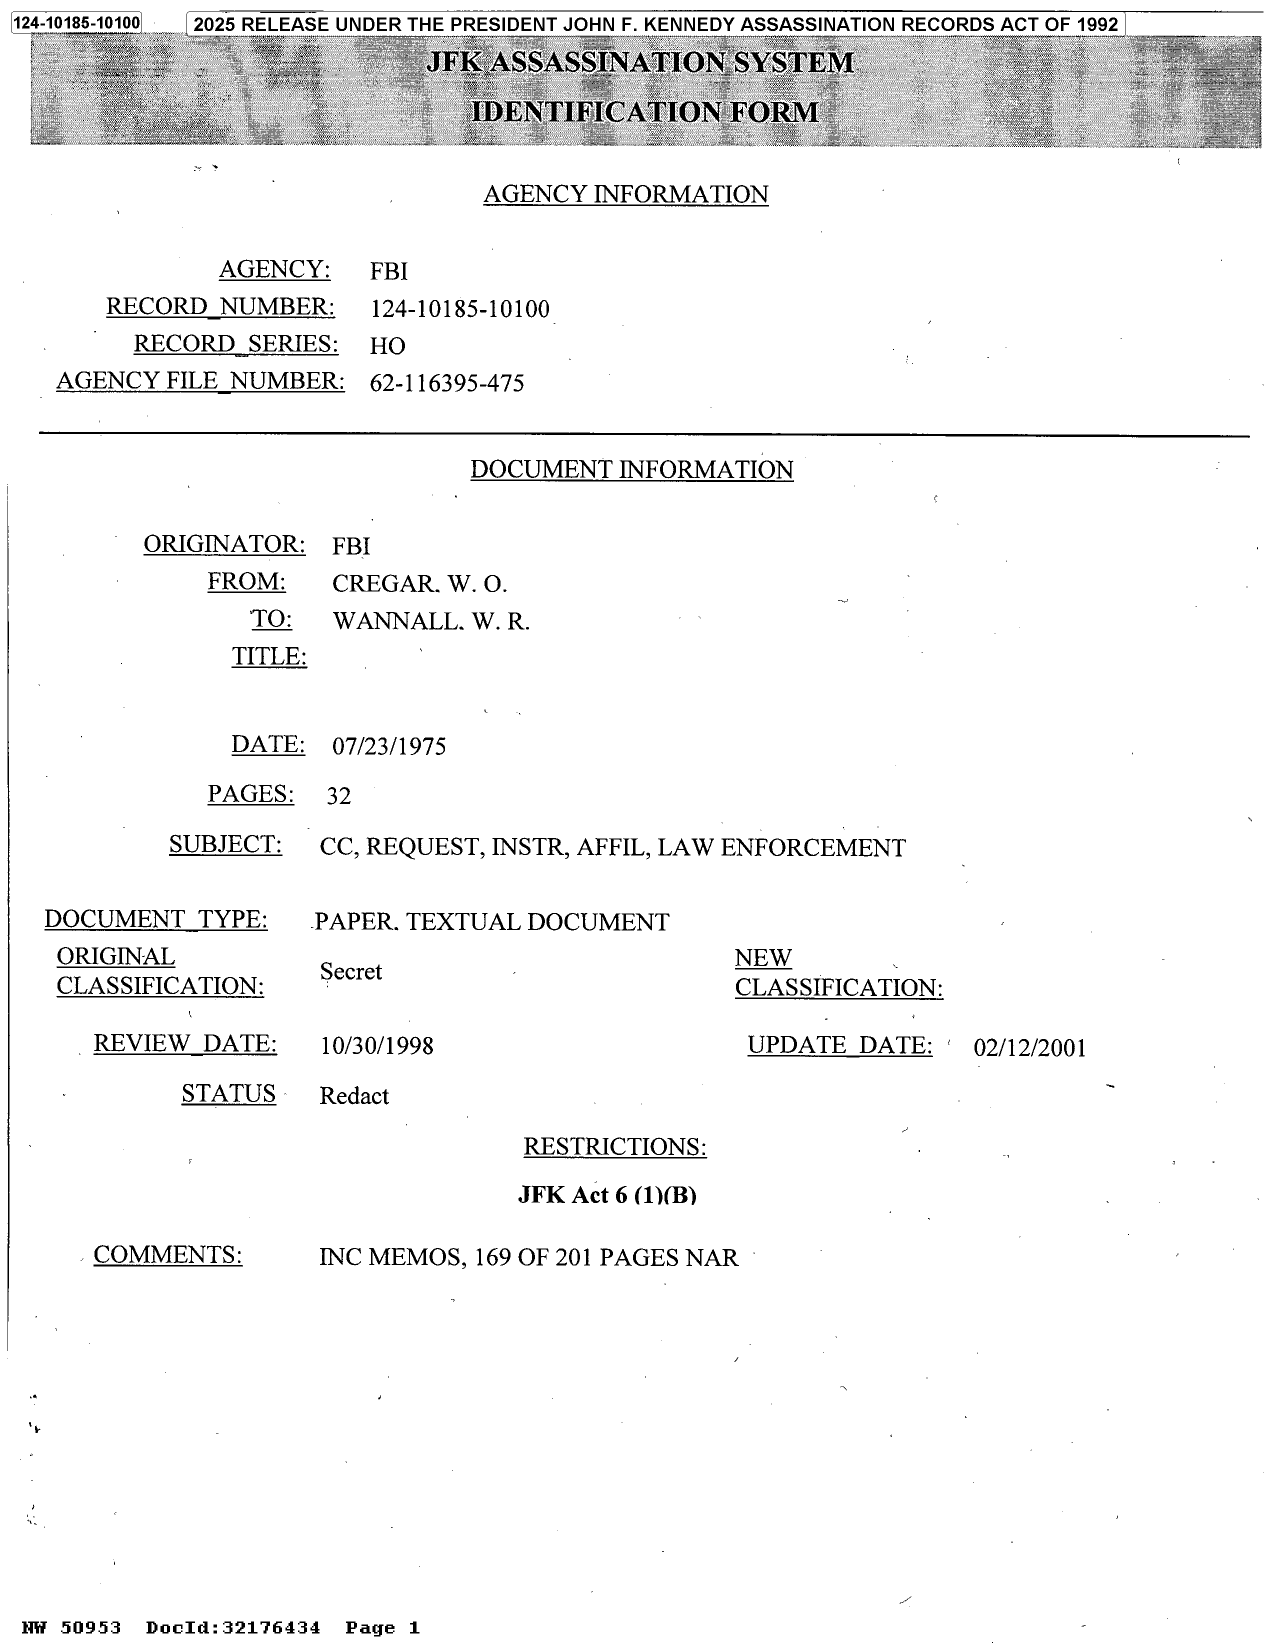 124-10185-10100 2025 RELEASE UNDER THE PRESIDENT JOHN F. KENNEDY ASSASSINATION RECORDS ACT OF 1992
JFK ASSASSINATION SYSTEM
IDENTIFICATION FORM
AGENCY INFORMATION
AGENCY: FBI
RECORD_NUMBER: 124-10185-10100
RECORD_SERIES: HQ
AGENCY FILE_NUMBER: 62-116395-475
DOCUMENT INFORMATION
ORIGINATOR: FBI
FROM: CREGAR. W. O.
TO: WANNALL. W. R.
TITLE:
DATE: 07/23/1975
PAGES: 32
SUBJECT: CC, REQUEST, INSTR, AFFIL, LAW ENFORCEMENT
DOCUMENT_TYPE: PAPER. TEXTUAL DOCUMENT
ORIGINAL CLASSIFICATION: Secret NEW CLASSIFICATION:
REVIEW_DATE: 10/30/1998 UPDATE_DATE: 02/12/2001
STATUS Redact
RESTRICTIONS:
JFK Act 6 (1)(B)
COMMENTS: INC MEMOS, 169 OF 201 PAGES NAR
NW 50953 DocId:32176434 Page 1